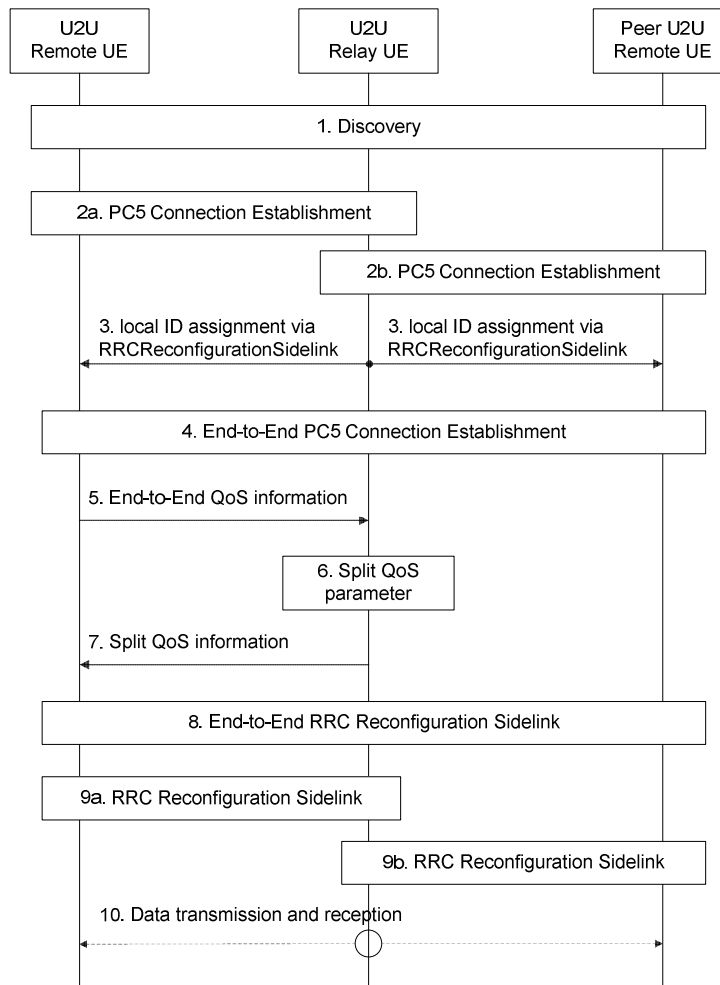 U2U
Remote UE
U2U
Relay UE
Peer U2U
Remote UE
1. Discovery
2a. PC5 Connection Establishment
2b. PC5 Connection Establishment
3. local ID assignment via
RRCReconfigurationSidelink
3. local ID assignment via
RRCReconfigurationSidelink
4. End-to-End PC5 Connection Establishment
5. End-to-End QoS information
6. Split QoS
parameter
7. Split QoS information
8. End-to-End RRC Reconfiguration Sidelink
9a. RRC Reconfiguration Sidelink
9b. RRC Reconfiguration Sidelink
10. Data transmission and reception